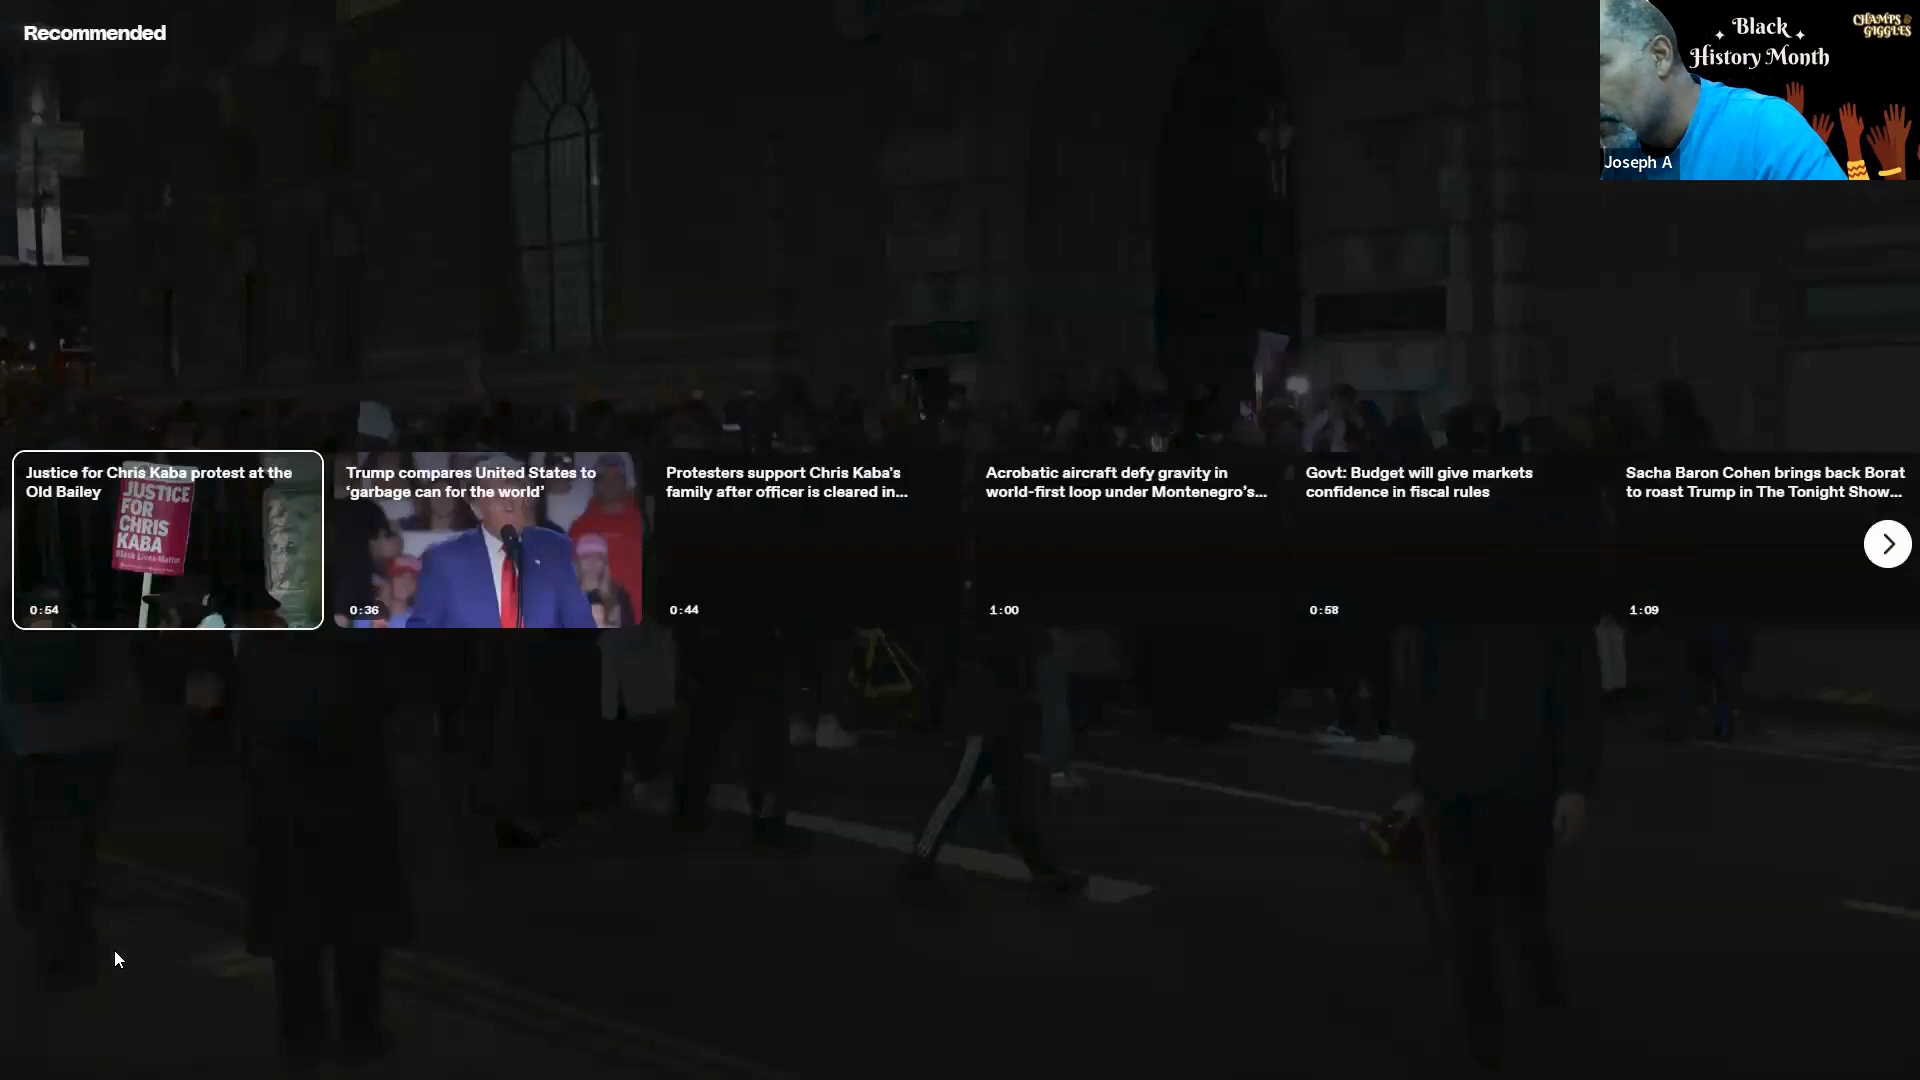 Recommended
Black
History Month
CHAMPS &
GIGGLES
Joseph A
Justice for Chris Kaba protest at the
Old Bailey
JUSTICE
FOR
CHRIS
KABA
Black Lives Matter
0:54
Trump compares United States to
‘garbage can for the world’
0:36
Protesters support Chris Kaba's
family after officer is cleared in...
0:44
Acrobatic aircraft defy gravity in
world-first loop under Montenegro’s...
1:00
Govt: Budget will give markets
confidence in fiscal rules
0:58
Sacha Baron Cohen brings back Borat
to roast Trump in The Tonight Show...
1:09